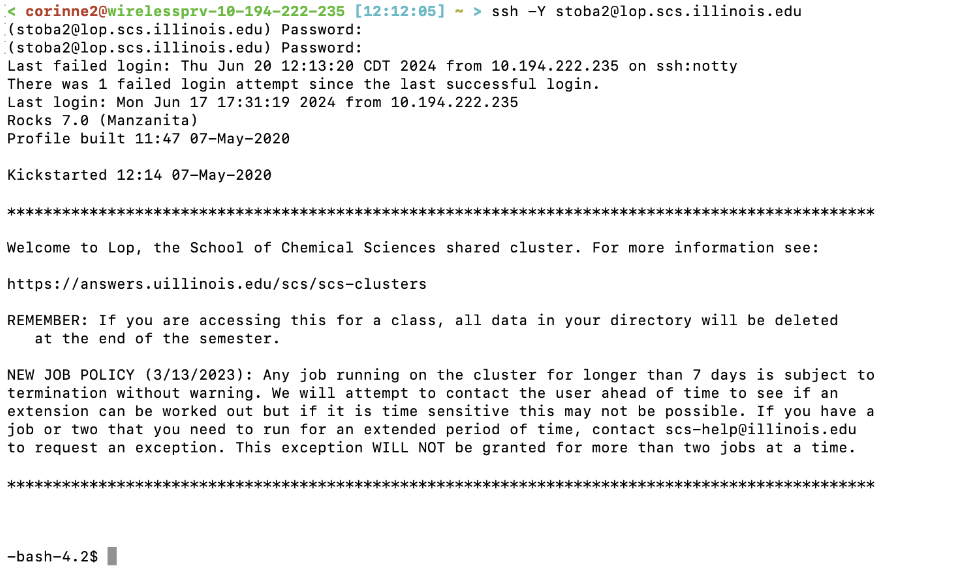 < corinne2@wirelessprv-10-194-222-235 [12:12:05] ~ > ssh -Y stoba2@lop.scs.illinois.edu
(stoba2@lop.scs.illinois.edu) Password:
(stoba2@lop.scs.illinois.edu) Password:
Last failed login: Thu Jun 20 12:13:20 CDT 2024 from 10.194.222.235 on ssh:notty
There was 1 failed login attempt since the last successful login.
Last login: Mon Jun 17 17:31:19 2024 from 10.194.222.235
Rocks 7.0 (Manzanita)
Profile built 11:47 07-May-2020
Kickstarted 12:14 07-May-2020
***********************************************************************************************
Welcome to Lop, the School of Chemical Sciences shared cluster. For more information see:
https://answers.uillinois.edu/scs/scs-clusters
REMEMBER: If you are accessing this for a class, all data in your directory will be deleted
at the end of the semester.
NEW JOB POLICY (3/13/2023): Any job running on the cluster for longer than 7 days is subject to
termination without warning. We will attempt to contact the user ahead of time to see if an
extension can be worked out but if it is time sensitive this may not be possible. If you have a
job or two that you need to run for an extended period of time, contact scs-help@illinois.edu
to request an exception. This exception WILL NOT be granted for more than two jobs at a time.
***********************************************************************************************
-bash-4.2$